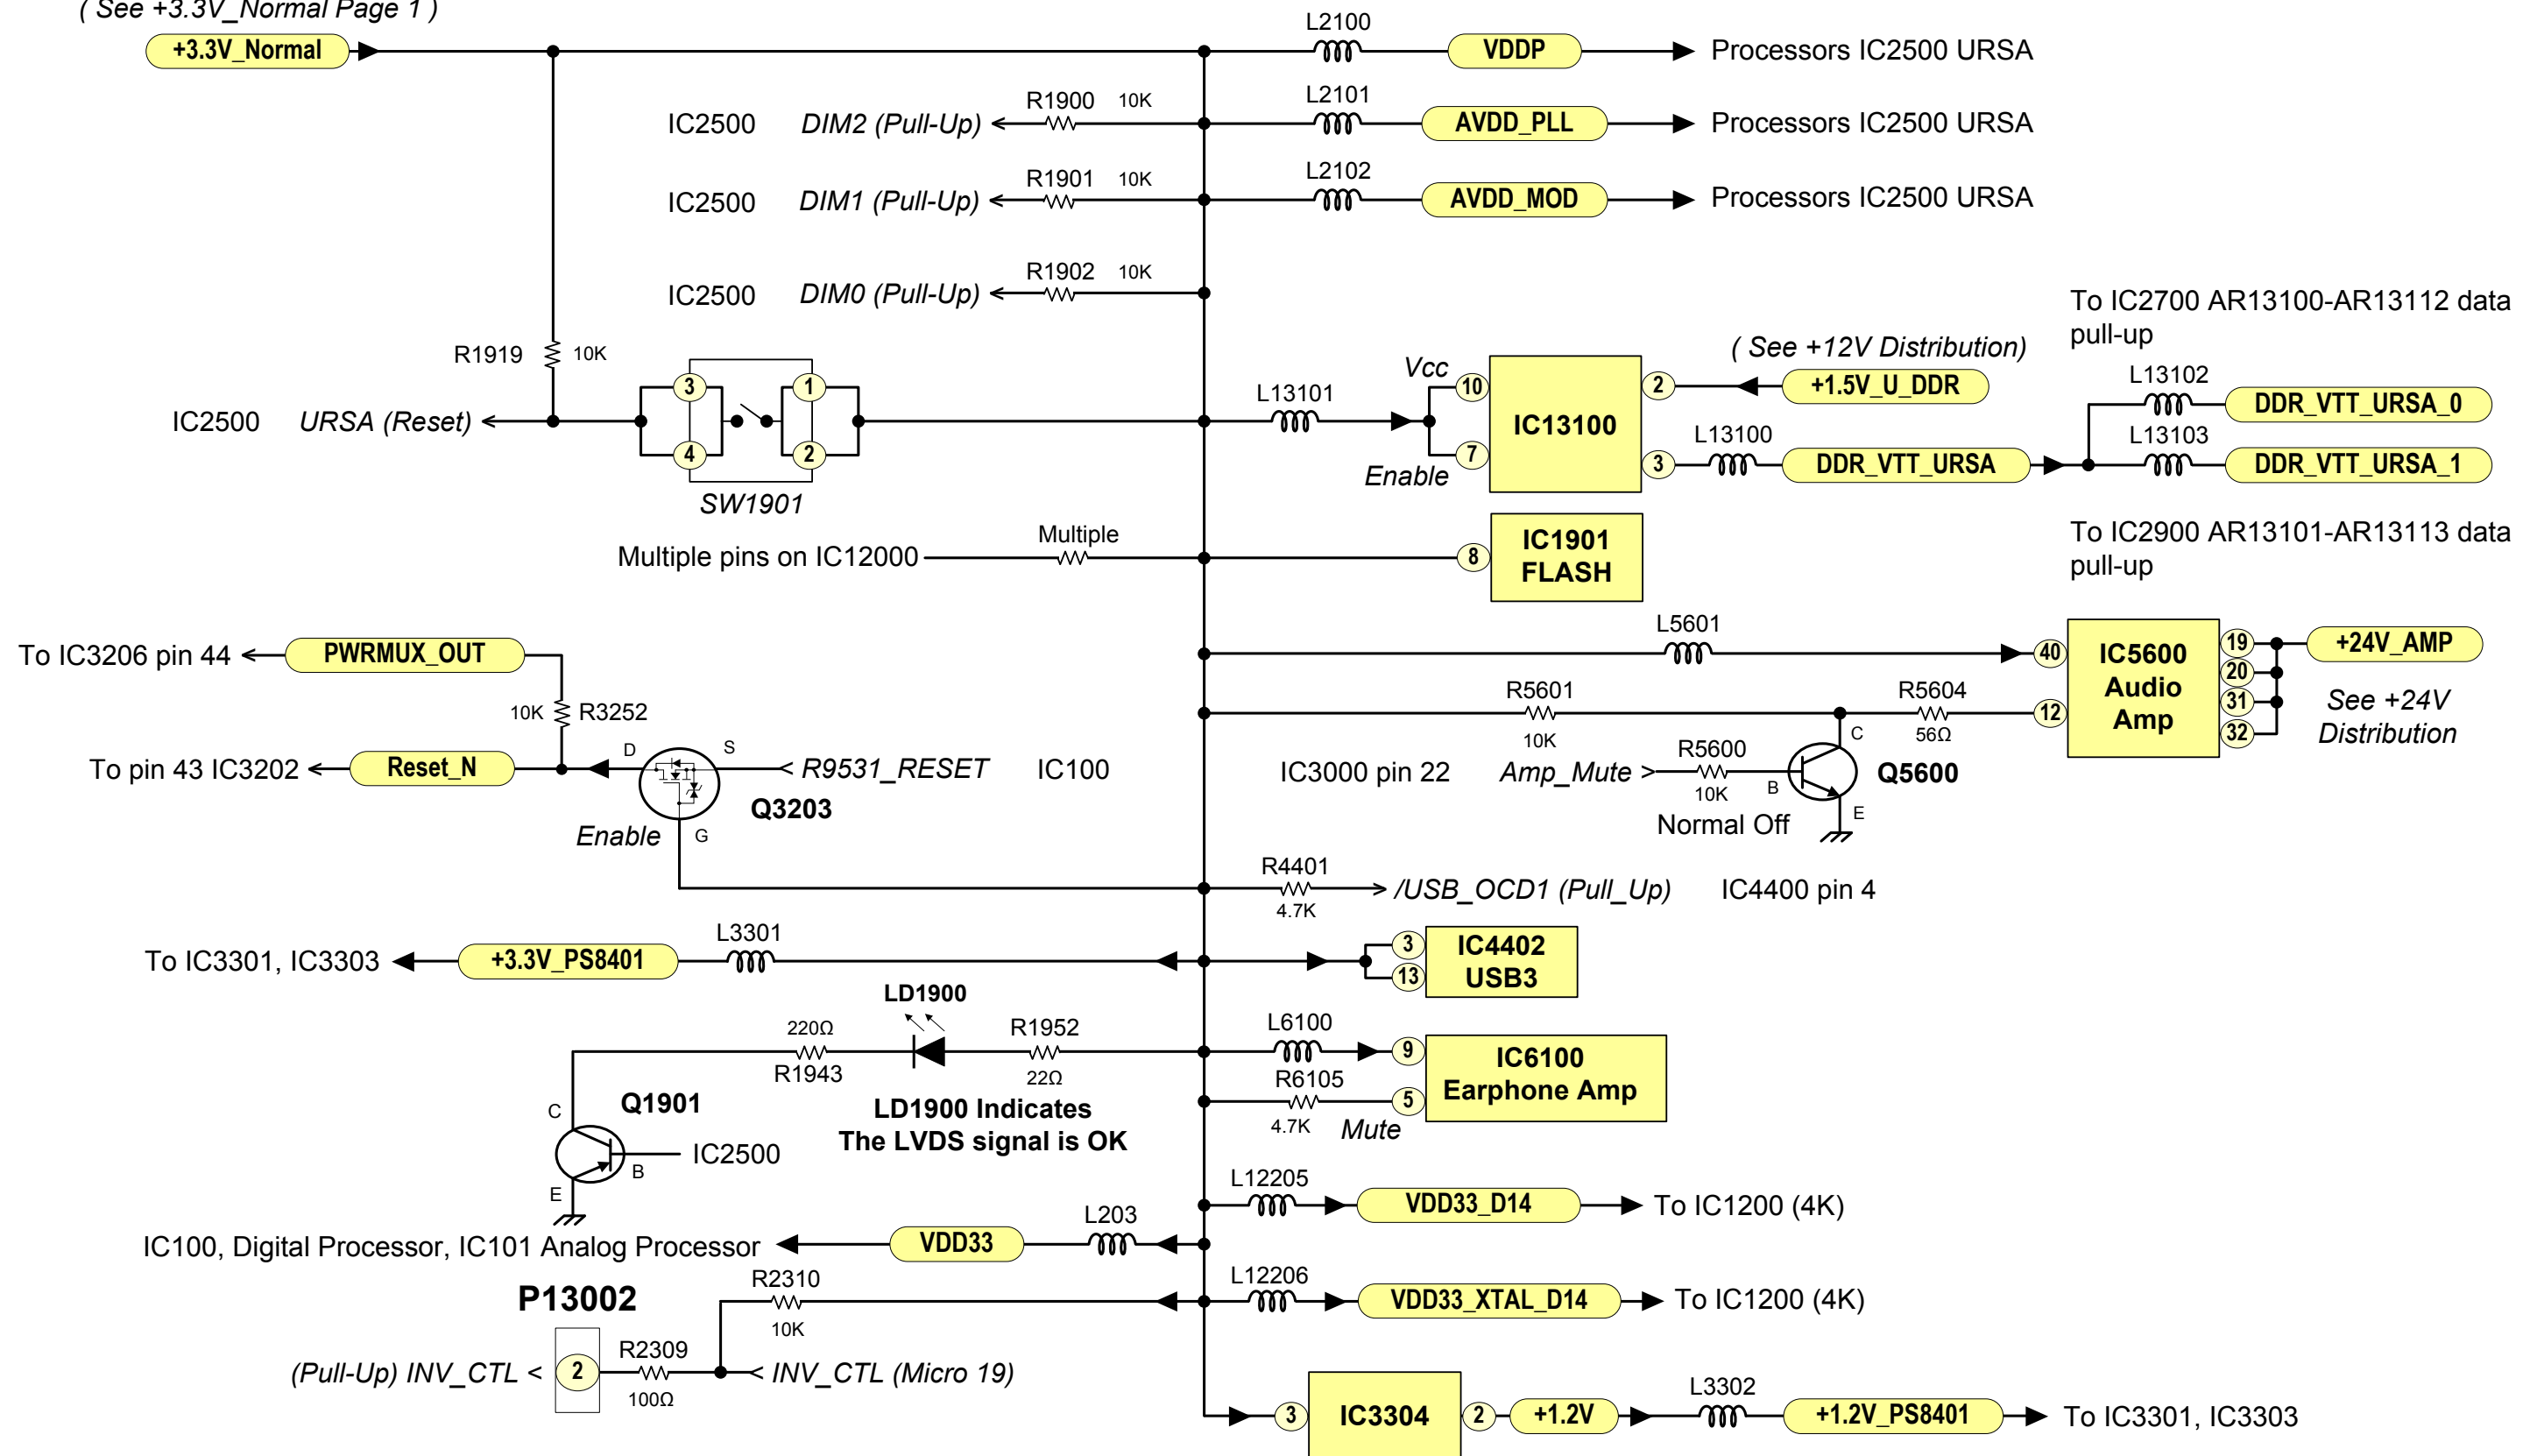 ( See +3.3V_Normal Page 1 )
+3.3V_Normal
L2100
VDDP
Processors IC2500 URSA
IC2500 DIM2 (Pull-Up)
R1900 10K
L2101
AVDD_PLL
Processors IC2500 URSA
IC2500 DIM1 (Pull-Up)
R1901 10K
L2102
AVDD_MOD
Processors IC2500 URSA
IC2500 DIM0 (Pull-Up)
R1902 10K
To IC2700 AR13100-AR13112 data
pull-up
R1919 10K
IC2500 URSA (Reset)
3
4
1
2
SW1901
L13101
Vcc
10
7
Enable
IC13100
2
3
( See +12V Distribution)
+1.5V_U_DDR
L13100
DDR_VTT_URSA
L13102
DDR_VTT_URSA_0
L13103
DDR_VTT_URSA_1
Multiple pins on IC12000
Multiple
8
IC1901
FLASH
To IC2900 AR13101-AR13113 data
pull-up
To IC3206 pin 44
PWRMUX_OUT
10K R3252
To pin 43 IC3202
Reset_N
D
S
G
Enable
Q3203
R9531_RESET IC100
L5601
40
12
IC5600
Audio
Amp
19
20
31
32
+24V_AMP
See +24V
Distribution
R5601
10K
R5604
56Ω
IC3000 pin 22 Amp_Mute >
R5600
10K
Normal Off
C
B
E
Q5600
R4401
4.7K
/USB_OCD1 (Pull_Up) IC4400 pin 4
To IC3301, IC3303
+3.3V_PS8401
L3301
3
13
IC4402
USB3
LD1900
220Ω
R1943
R1952
22Ω
LD1900 Indicates
The LVDS signal is OK
C
B
E
Q1901
IC2500
L6100
9
R6105
4.7K
5
Mute
IC6100
Earphone Amp
L12205
VDD33_D14
To IC1200 (4K)
IC100, Digital Processor, IC101 Analog Processor
VDD33
L203
L12206
VDD33_XTAL_D14
To IC1200 (4K)
P13002
R2310
10K
(Pull-Up) INV_CTL <
2
R2309
100Ω
< INV_CTL (Micro 19)
3
IC3304
2
+1.2V
L3302
+1.2V_PS8401
To IC3301, IC3303